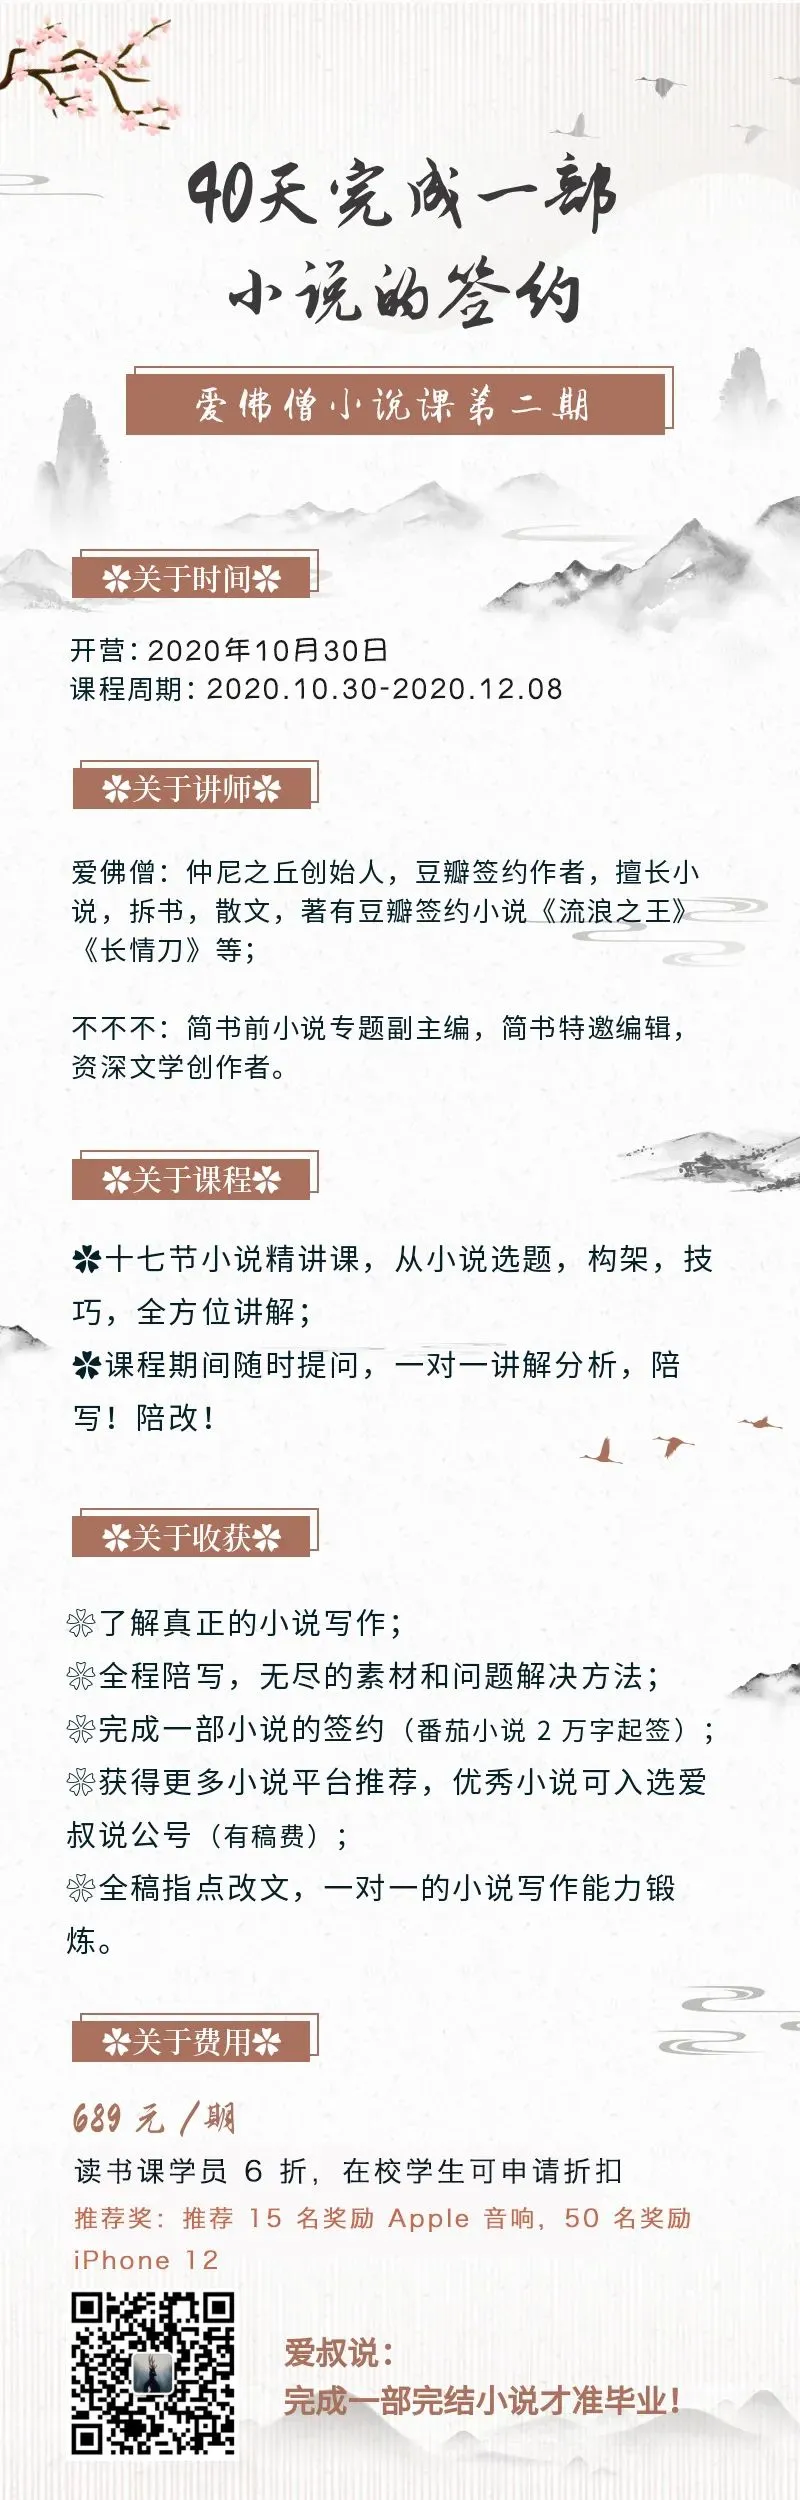 40天完成一部
小说的签约
爱佛僧小说课第二期
✽关于时间✽
开营：2020年10月30日
课程周期：2020.10.30-2020.12.08
✽关于讲师✽
爱佛僧：仲尼之丘创始人，豆瓣签约作者，擅长小
说，拆书，散文，著有豆瓣签约小说《流浪之王》
《长情刀》等；
不不不：简书前小说专题副主编，简书特邀编辑，
资深文学创作者。
✽关于课程✽
✽十七节小说精讲课，从小说选题，构架，技
巧，全方位讲解；
✽课程期间随时提问，一对一讲解分析，陪
写！陪改！
✽关于收获✽
❊了解真正的小说写作；
❊全程陪写，无尽的素材和问题解决方法；
❊完成一部小说的签约（番茄小说 2 万字起签）；
❊获得更多小说平台推荐，优秀小说可入选爱
叔说公号（有稿费）；
❊全稿指点改文，一对一的小说写作能力锻
炼。
✽关于费用✽
689 元 /期
读书课学员 6 折，在校学生可申请折扣
推荐奖：推荐 15 名奖励 Apple 音响，50 名奖励
iPhone 12
爱叔说：
完成一部完结小说才准毕业！